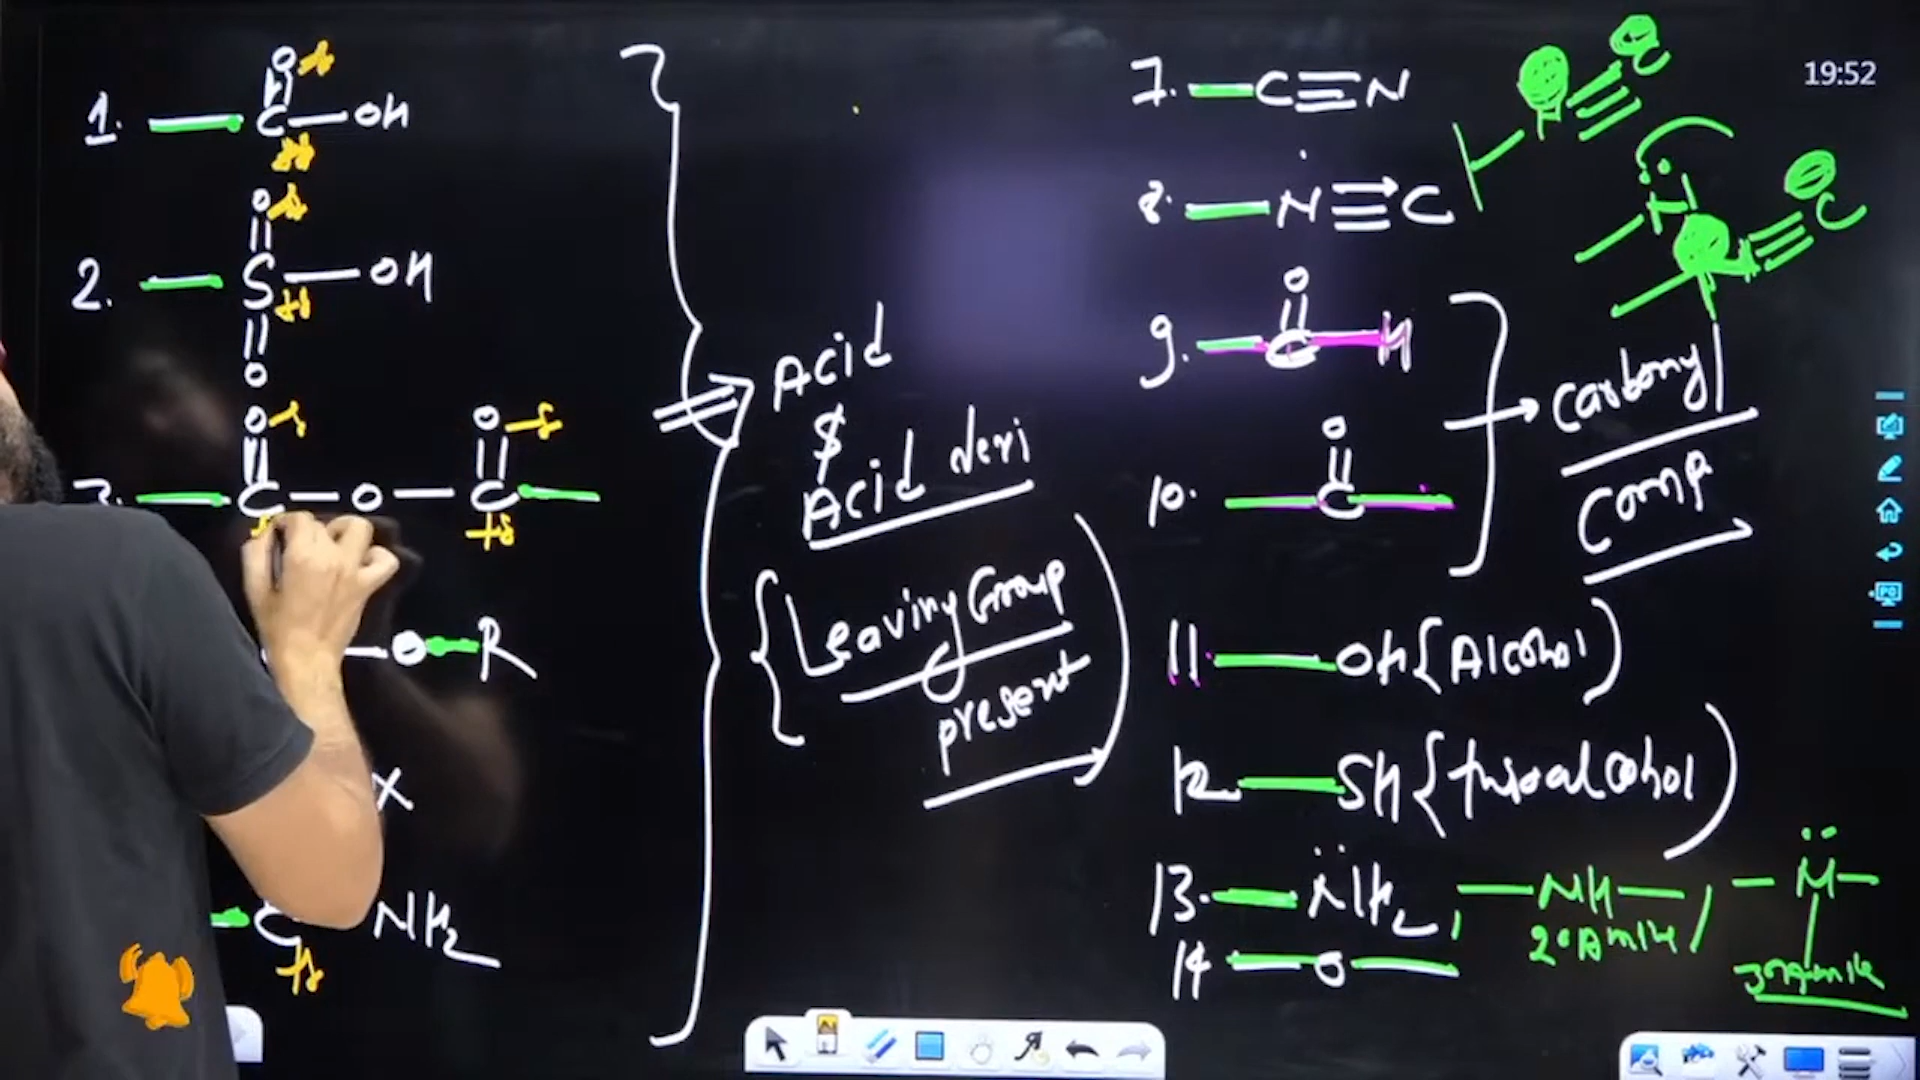 19:52
O δ-
1. — C — OH
δ+
O δ-
2. — S — OH
+δ
O
O δ-
O -δ
C — O — C —
+δ
O — R
X
C NH2
+δ
Acid
$
Acid deri
{Leaving Group
present)
7. — C≡N
8. — N≡C
O
9. — C — H
O
10. — C —
Carbonyl
Comp
11 — OH {Alcohol)
12 — SH {thioalcohol)
13. — NH2, — NH —, — N —
2° Amine
3° Amine
14 — O —
N≡C
N
≡C